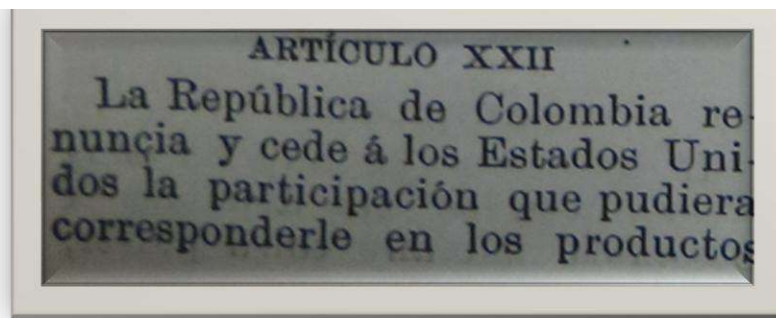 ARTÍCULO XXII
La República de Colombia re-
nuncia y cede á los Estados Uni-
dos la participación que pudiera
corresponderle en los productos